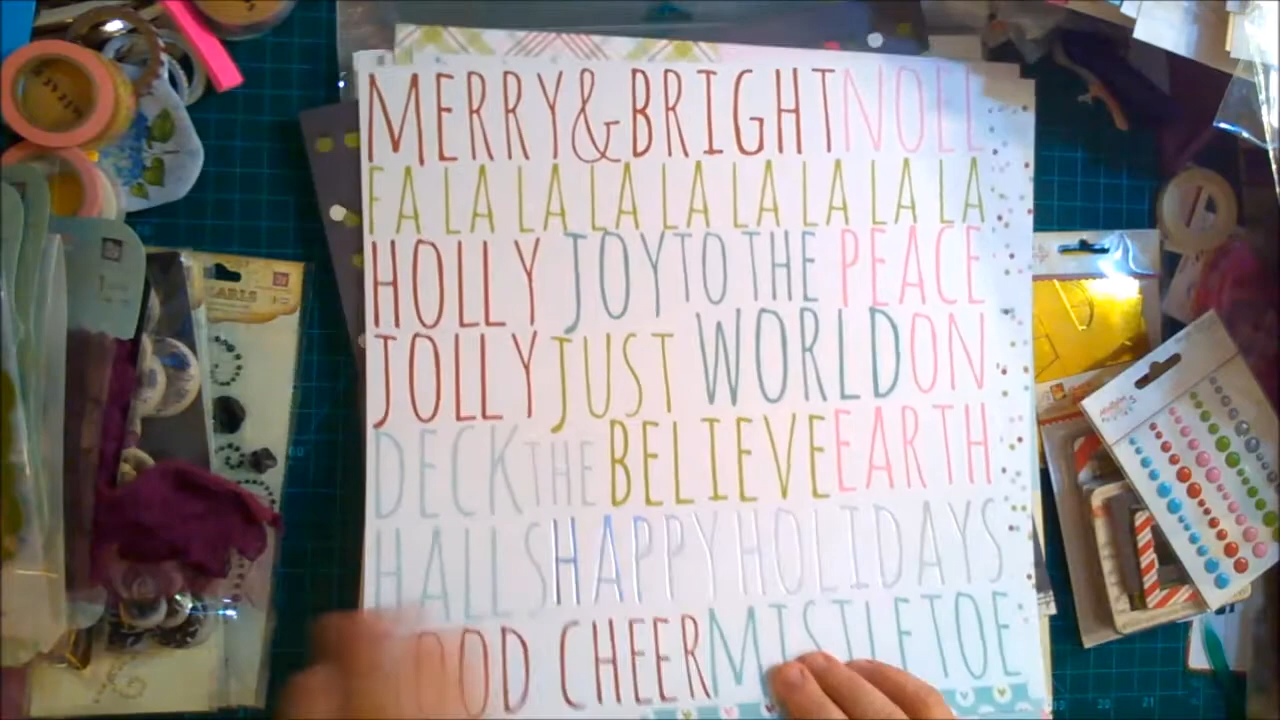 MERRY & BRIGHT NOEL
FA LA LA LA LA LA LA LA LA
HOLLY JOY TO THE PEACE
JOLLY JUST WORLD ON
DECK THE BELIEVE EARTH
HALLS HAPPY HOLIDAYS
OOD CHEER MISTLETOE